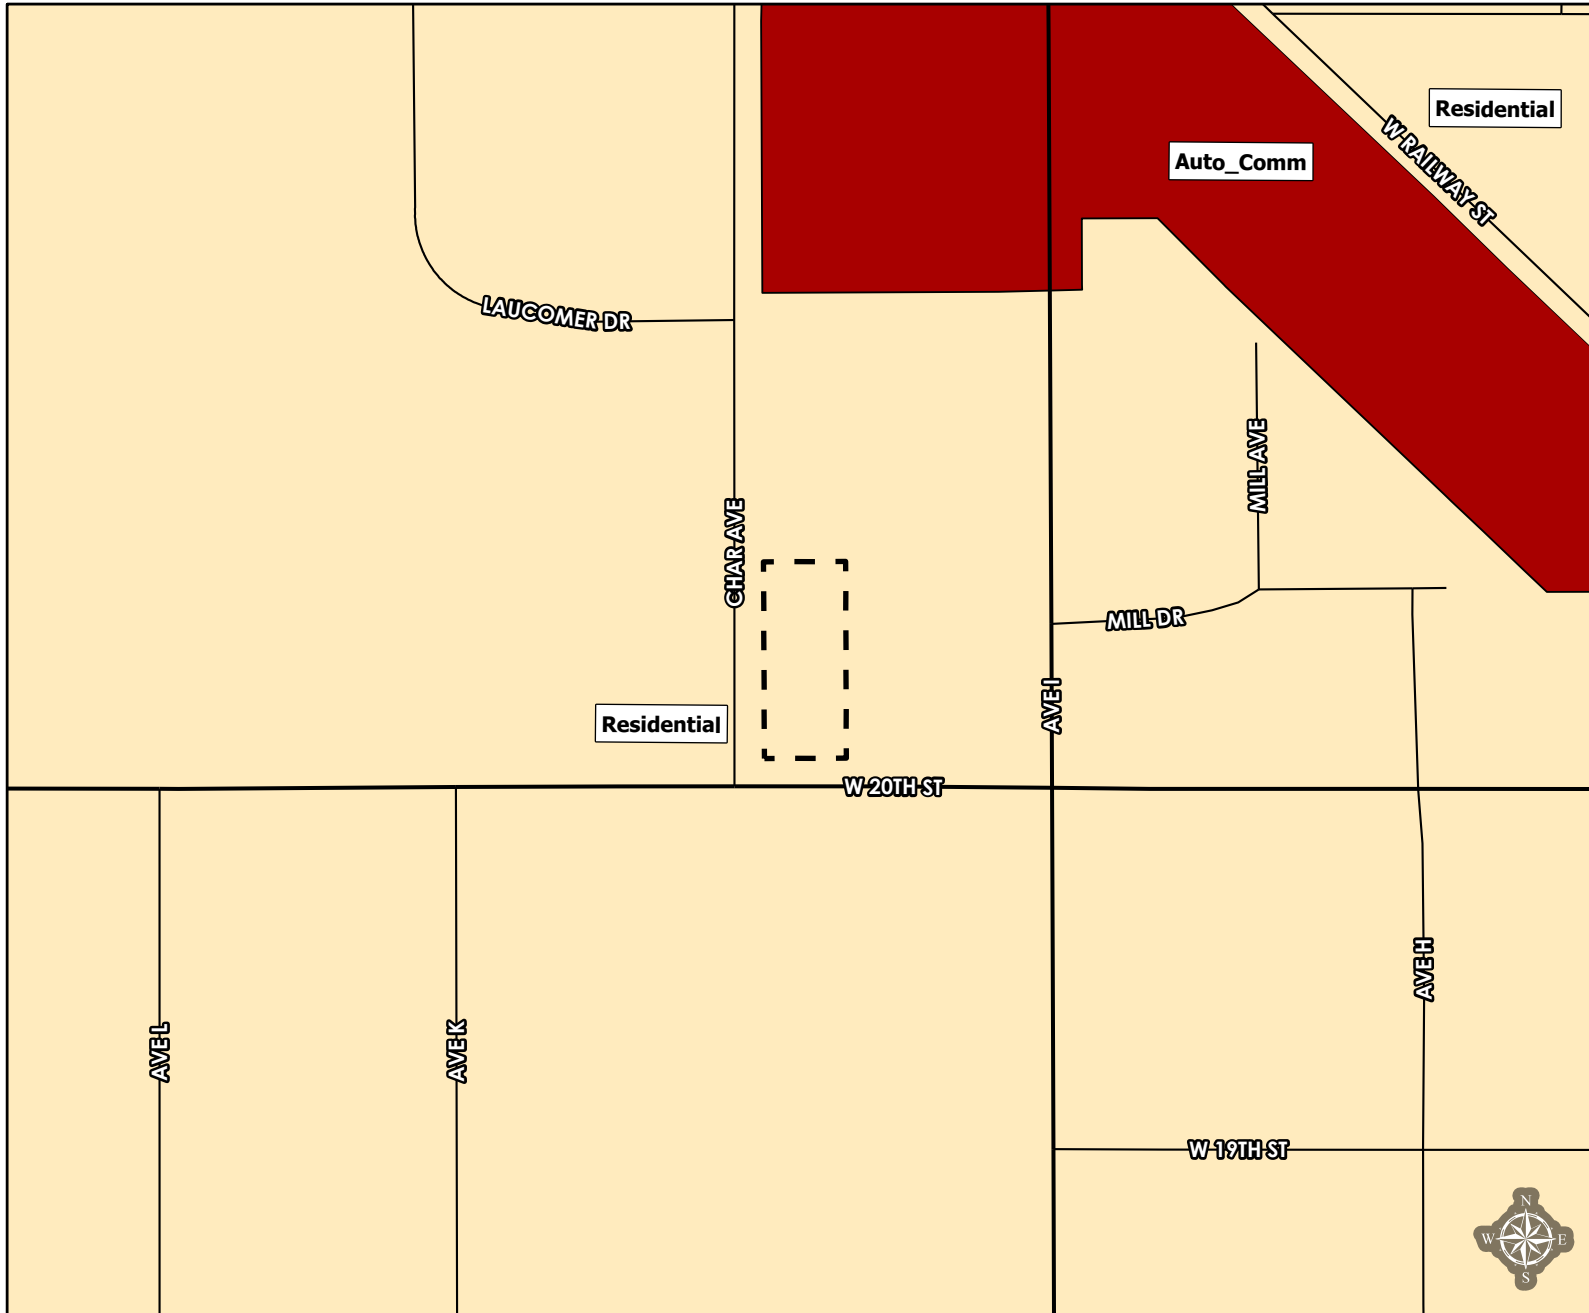 Residential
W RAILWAY ST
Auto_Comm
LAUCOMER DR
MILL AVE
CHAR AVE
MILL DR
AVE I
Residential
W 20TH ST
AVE H
AVE L
AVE K
W 19TH ST
N
W E
S